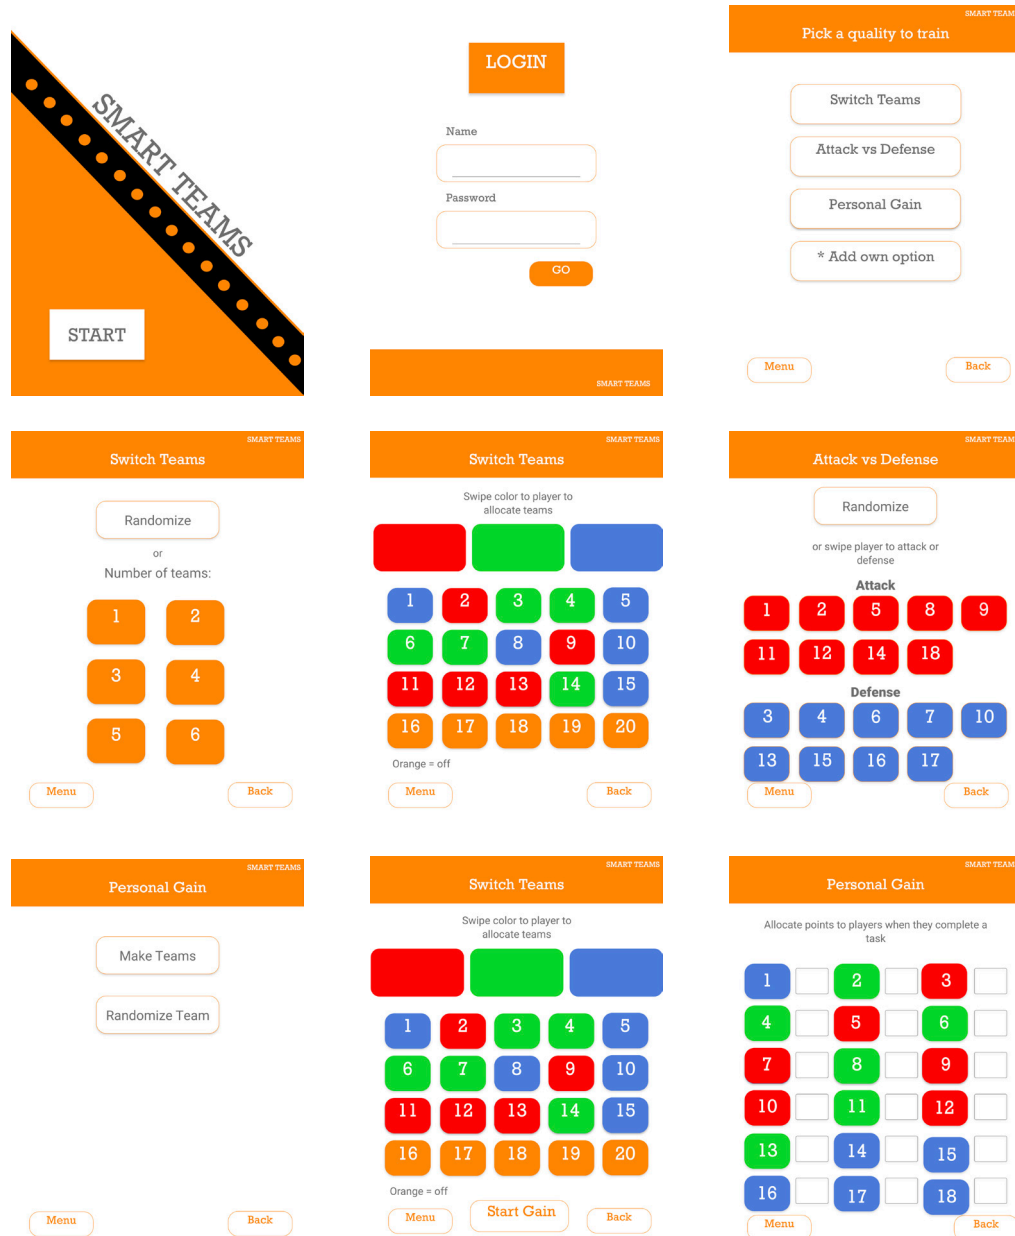 SMART TEAMS
START
LOGIN
Name
Password
GO
SMART TEAMS
SMART TEAM
Pick a quality to train
Switch Teams
Attack vs Defense
Personal Gain
* Add own option
Menu Back
SMART TEAMS
Switch Teams
Randomize
or
Number of teams:
1 2
3 4
5 6
Menu Back
SMART TEAMS
Switch Teams
Swipe color to player to
allocate teams
1 2 3 4 5
6 7 8 9 10
11 12 13 14 15
16 17 18 19 20
Orange = off
Menu Back
SMART TEAM
Attack vs Defense
Randomize
or swipe player to attack or
defense
Attack
1 2 5 8 9
11 12 14 18
Defense
3 4 6 7 10
13 15 16 17
Menu Back
SMART TEAMS
Personal Gain
Make Teams
Randomize Team
Menu Back
SMART TEAMS
Switch Teams
Swipe color to player to
allocate teams
1 2 3 4 5
6 7 8 9 10
11 12 13 14 15
16 17 18 19 20
Orange = off
Menu Start Gain Back
SMART TEAM
Personal Gain
Allocate points to players when they complete a
task
1 2 3
4 5 6
7 8 9
10 11 12
13 14 15
16 17 18
Menu Back